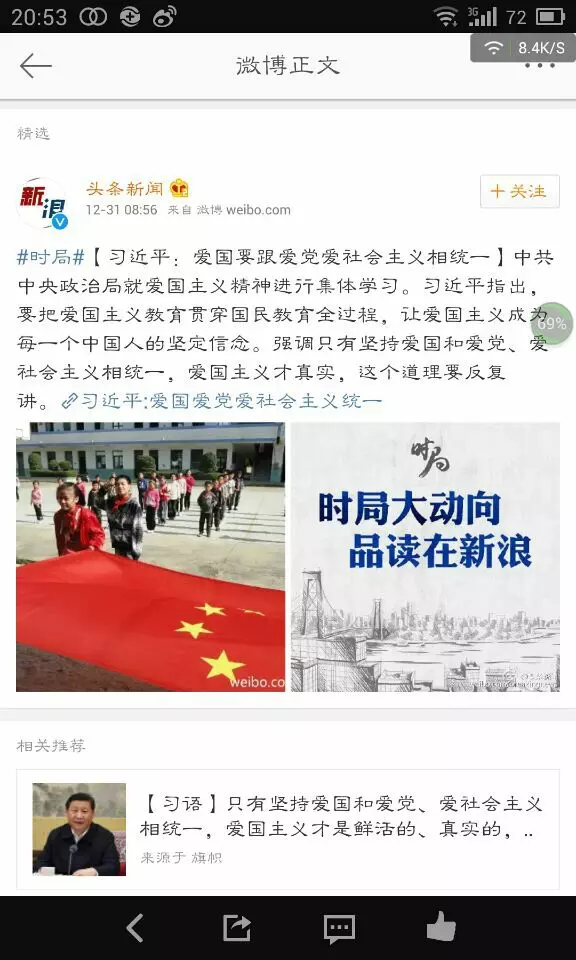 20:53
3G
72
8.4K/S
微博正文
精选
新浪
头条新闻
12-31 08:56 来自 微博 weibo.com
+关注
#时局#【习近平：爱国要跟爱党爱社会主义相统一】中共
中央政治局就爱国主义精神进行集体学习。习近平指出，
要把爱国主义教育贯穿国民教育全过程，让爱国主义成为
69%
每一个中国人的坚定信念。强调只有坚持爱国和爱党、爱
社会主义相统一，爱国主义才真实，这个道理要反复
讲。习近平:爱国爱党爱社会主义统一
时局
时局大动向
品读在新浪
weibo.co
相关推荐
【习语】只有坚持爱国和爱党、爱社会主义
相统一，爱国主义才是鲜活的、真实的，..
来源于 旗帜